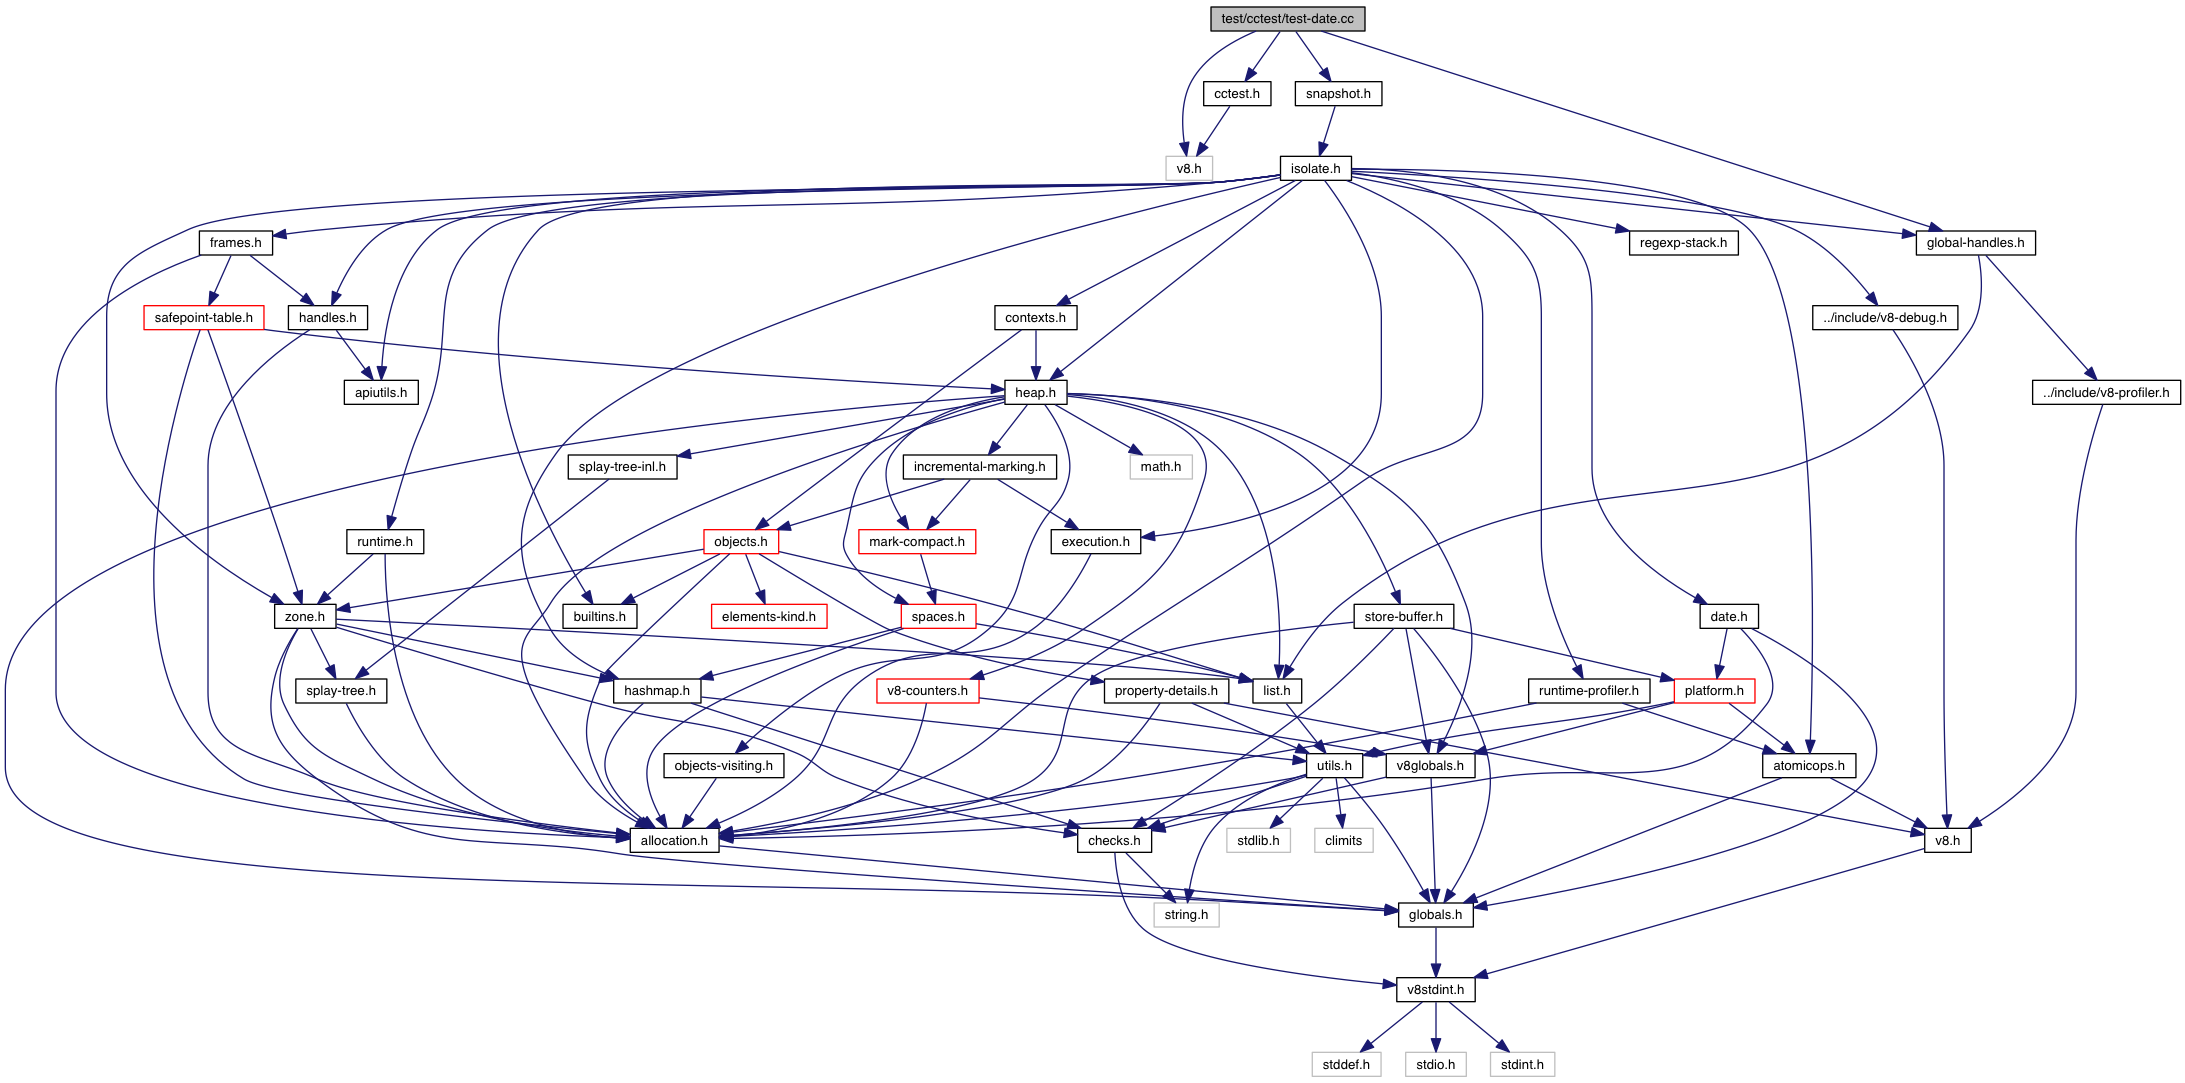 test/cctest/test-date.cc
cctest.h
snapshot.h
v8.h
isolate.h
frames.h
regexp-stack.h
global-handles.h
safepoint-table.h
handles.h
contexts.h
../include/v8-debug.h
apiutils.h
heap.h
../include/v8-profiler.h
splay-tree-inl.h
incremental-marking.h
math.h
runtime.h
objects.h
mark-compact.h
execution.h
zone.h
builtins.h
elements-kind.h
spaces.h
store-buffer.h
date.h
splay-tree.h
hashmap.h
v8-counters.h
property-details.h
list.h
runtime-profiler.h
platform.h
objects-visiting.h
utils.h
v8globals.h
atomicops.h
allocation.h
checks.h
stdlib.h
climits
v8.h
string.h
globals.h
v8stdint.h
stddef.h
stdio.h
stdint.h